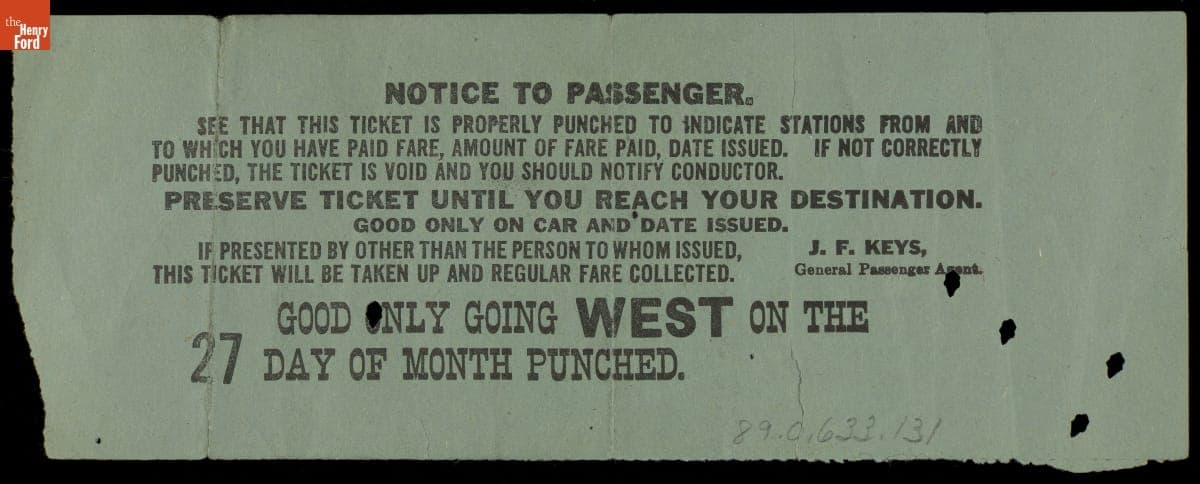 the
Henry
Ford
NOTICE TO PASSENGER.
SEE THAT THIS TICKET IS PROPERLY PUNCHED TO INDICATE STATIONS FROM AND
TO WHICH YOU HAVE PAID FARE, AMOUNT OF FARE PAID, DATE ISSUED. IF NOT CORRECTLY
PUNCHED, THE TICKET IS VOID AND YOU SHOULD NOTIFY CONDUCTOR.
PRESERVE TICKET UNTIL YOU REACH YOUR DESTINATION.
GOOD ONLY ON CAR AND DATE ISSUED.
IF PRESENTED BY OTHER THAN THE PERSON TO WHOM ISSUED,
THIS TICKET WILL BE TAKEN UP AND REGULAR FARE COLLECTED.
J. F. KEYS,
General Passenger Agent.
GOOD ONLY GOING WEST ON THE
27 DAY OF MONTH PUNCHED.
89.0.633.131